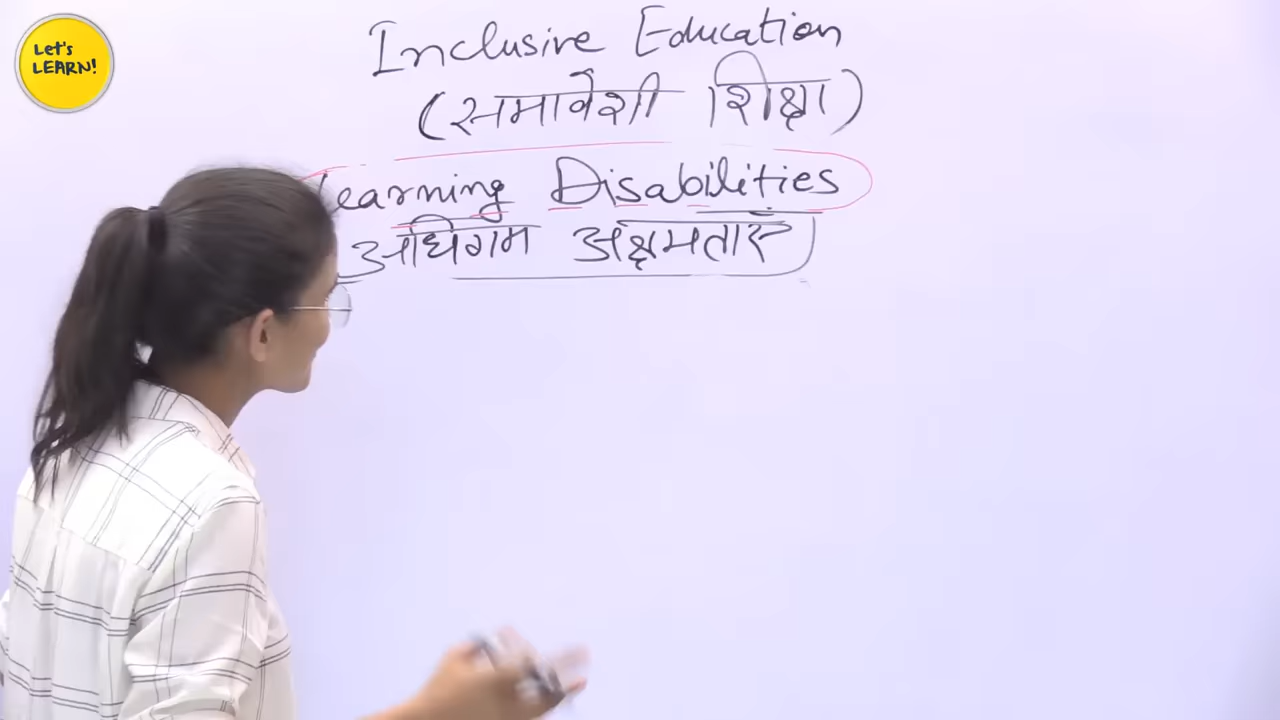 Let's
LEARN!
Inclusive Education
(समावेशी शिक्षा)
Learning Disabilities
अधिगम अक्षमताएँ